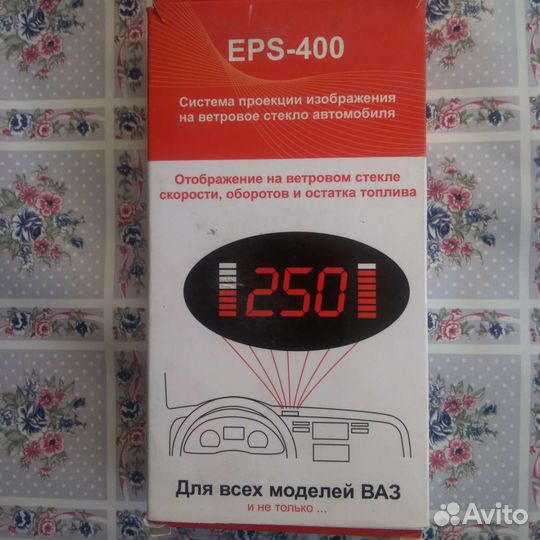 EPS-400
Система проекции изображения
на ветровое стекло автомобиля
Отображение на ветровом стекле
скорости, оборотов и остатка топлива
250
Для всех моделей ВАЗ
и не только ...
Avito